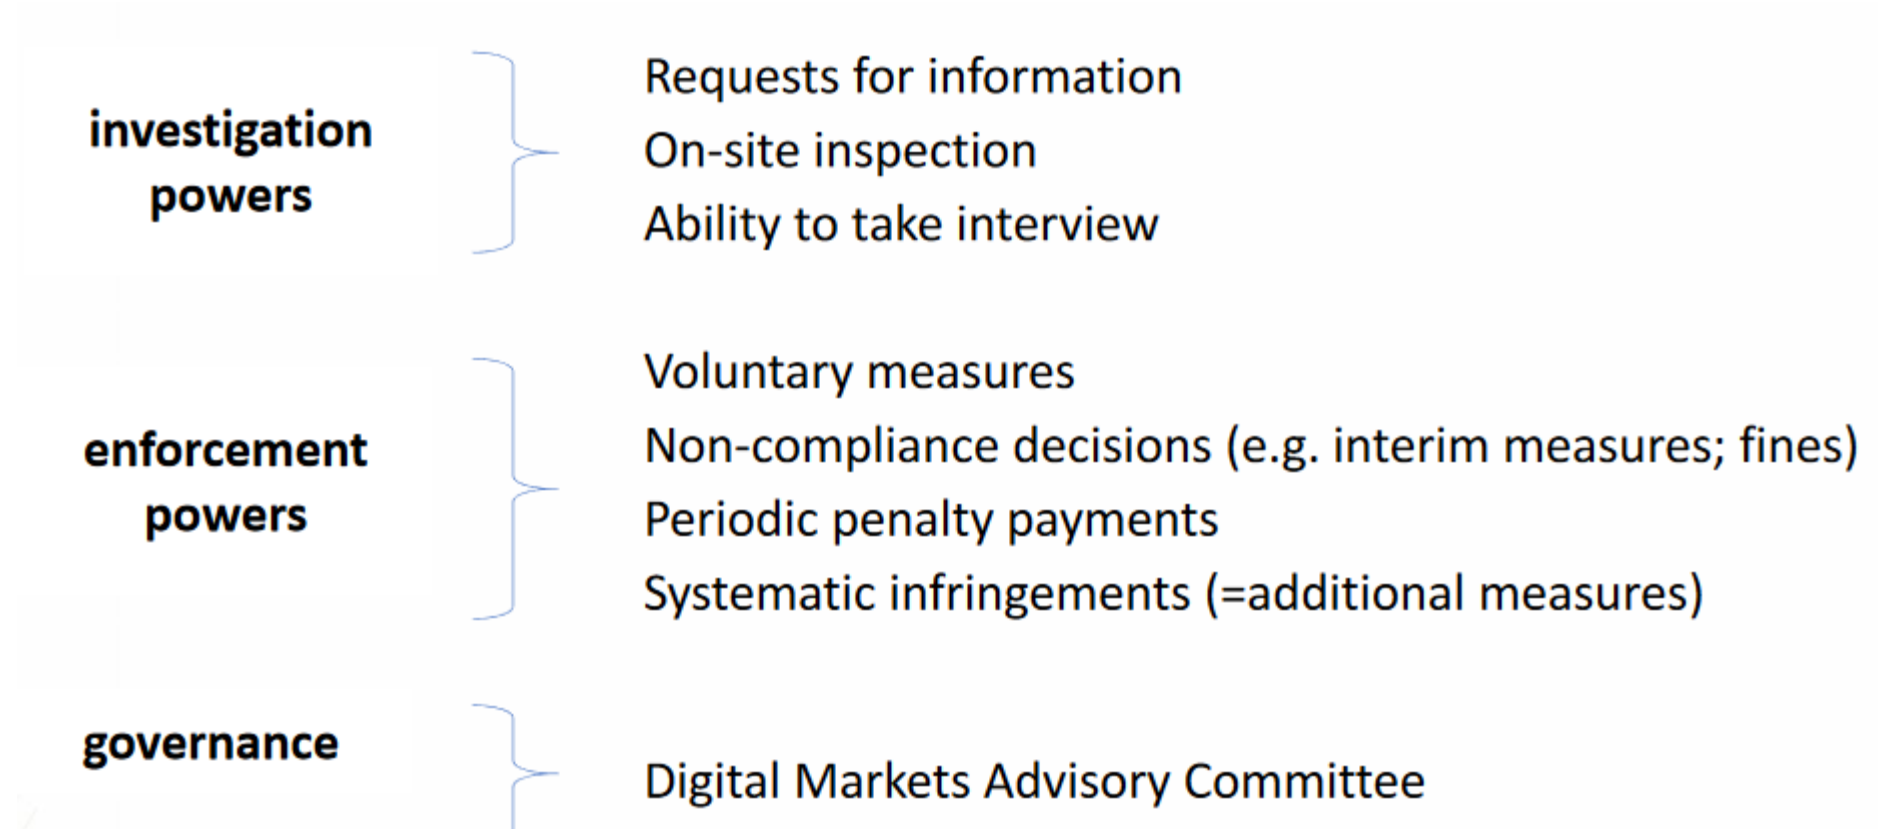 investigation
powers
Requests for information
On-site inspection
Ability to take interview
enforcement
powers
Voluntary measures
Non-compliance decisions (e.g. interim measures; fines)
Periodic penalty payments
Systematic infringements (=additional measures)
governance
Digital Markets Advisory Committee